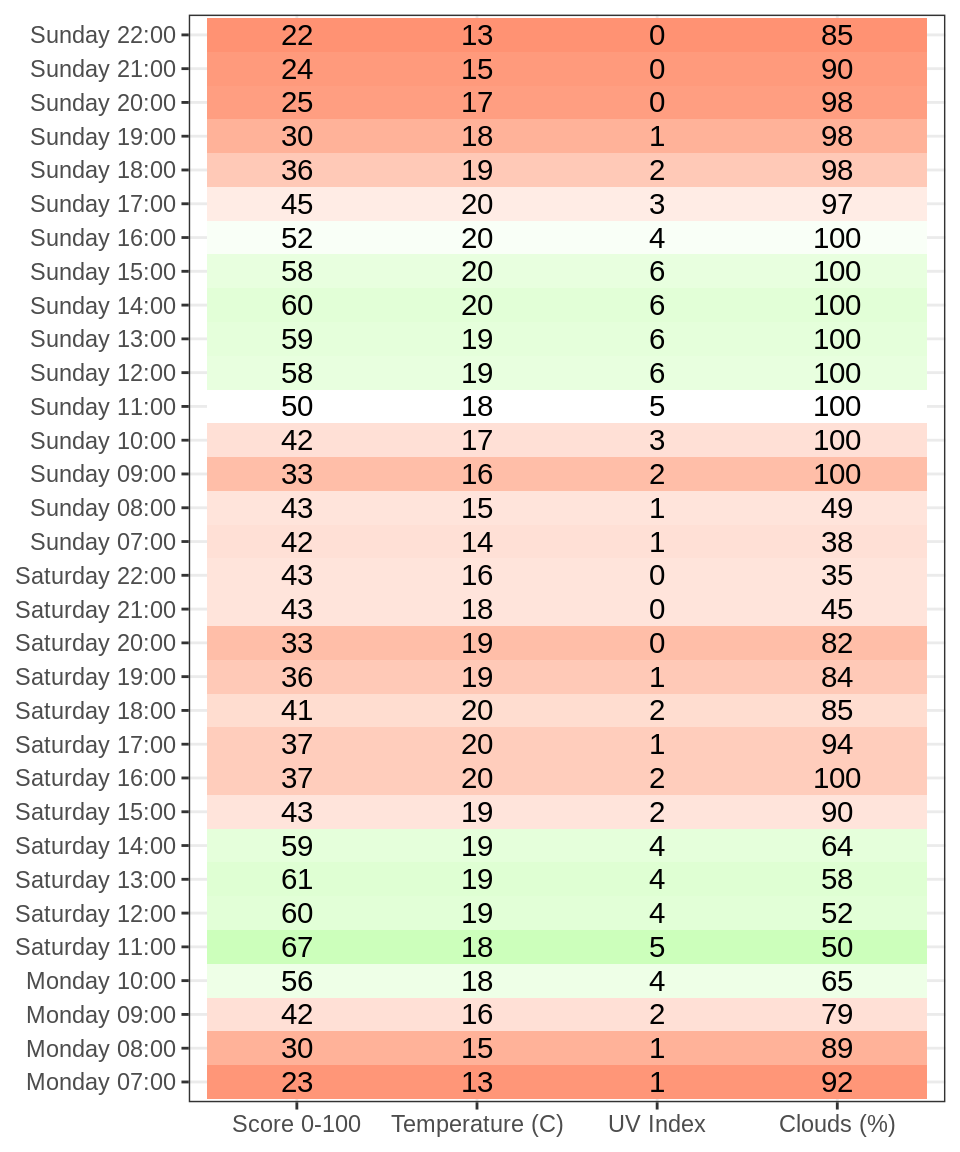 Sunday 22:00 22 13 0 85
Sunday 21:00 24 15 0 90
Sunday 20:00 25 17 0 98
Sunday 19:00 30 18 1 98
Sunday 18:00 36 19 2 98
Sunday 17:00 45 20 3 97
Sunday 16:00 52 20 4 100
Sunday 15:00 58 20 6 100
Sunday 14:00 60 20 6 100
Sunday 13:00 59 19 6 100
Sunday 12:00 58 19 6 100
Sunday 11:00 50 18 5 100
Sunday 10:00 42 17 3 100
Sunday 09:00 33 16 2 100
Sunday 08:00 43 15 1 49
Sunday 07:00 42 14 1 38
Saturday 22:00 43 16 0 35
Saturday 21:00 43 18 0 45
Saturday 20:00 33 19 0 82
Saturday 19:00 36 19 1 84
Saturday 18:00 41 20 2 85
Saturday 17:00 37 20 1 94
Saturday 16:00 37 20 2 100
Saturday 15:00 43 19 2 90
Saturday 14:00 59 19 4 64
Saturday 13:00 61 19 4 58
Saturday 12:00 60 19 4 52
Saturday 11:00 67 18 5 50
Monday 10:00 56 18 4 65
Monday 09:00 42 16 2 79
Monday 08:00 30 15 1 89
Monday 07:00 23 13 1 92
Score 0-100 Temperature (C) UV Index Clouds (%)